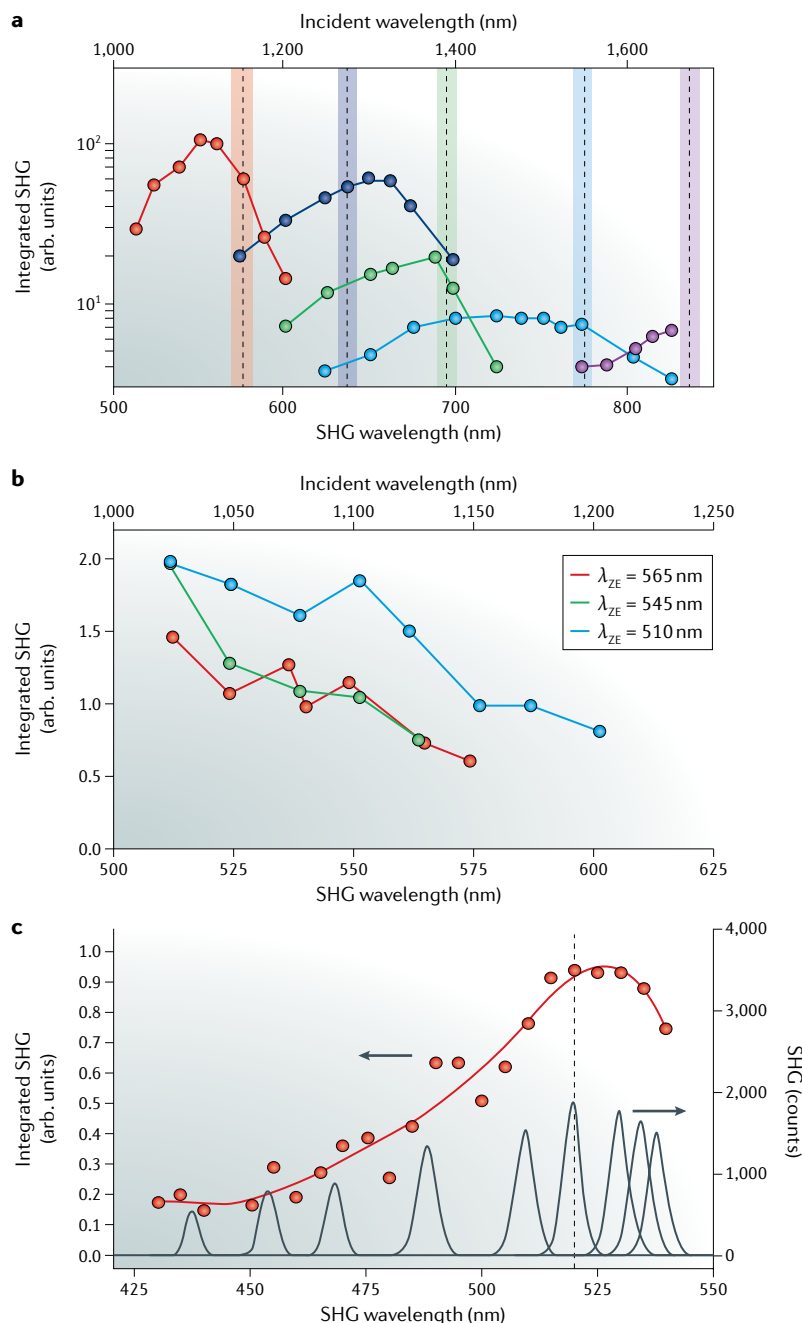 a
Incident wavelength (nm)
1,000 1,200 1,400 1,600
Integrated SHG
(arb. units)
10²
10¹
500 600 700 800
SHG wavelength (nm)
b
Incident wavelength (nm)
1,000 1,050 1,100 1,150 1,200 1,250
Integrated SHG
(arb. units)
2.0
1.5
1.0
0.5
0.0
λZE = 565 nm
λZE = 545 nm
λZE = 510 nm
500 525 550 575 600 625
SHG wavelength (nm)
c
Integrated SHG
(arb. units)
1.0
0.9
0.8
0.7
0.6
0.5
0.4
0.3
0.2
0.1
0.0
4,000
3,000
2,000
1,000
0
SHG (counts)
425 450 475 500 525 550
SHG wavelength (nm)